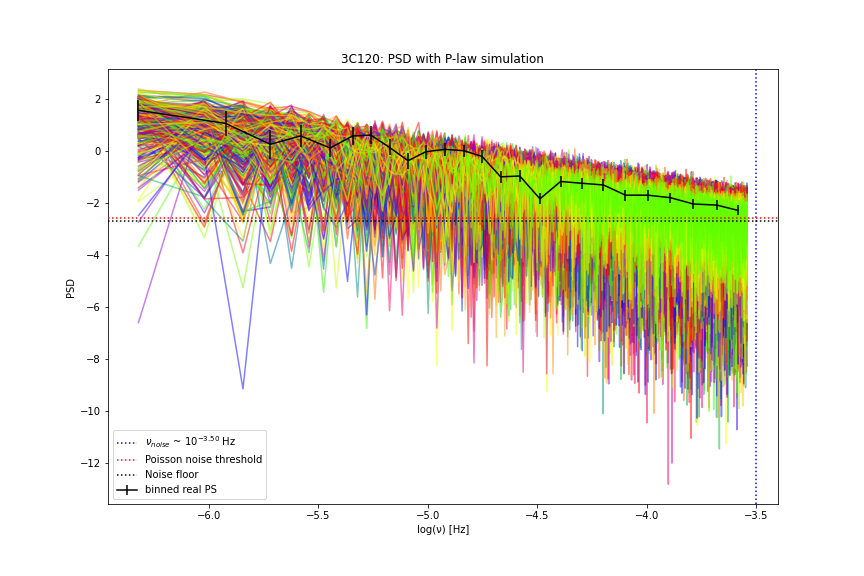 3C120: PSD with P-law simulation
PSD
2
0
−2
−4
−6
−8
−10
−12
ν_noise ~ 10^−3.50 Hz
Poisson noise threshold
Noise floor
binned real PS
−6.0
−5.5
−5.0
−4.5
−4.0
−3.5
log(ν) [Hz]